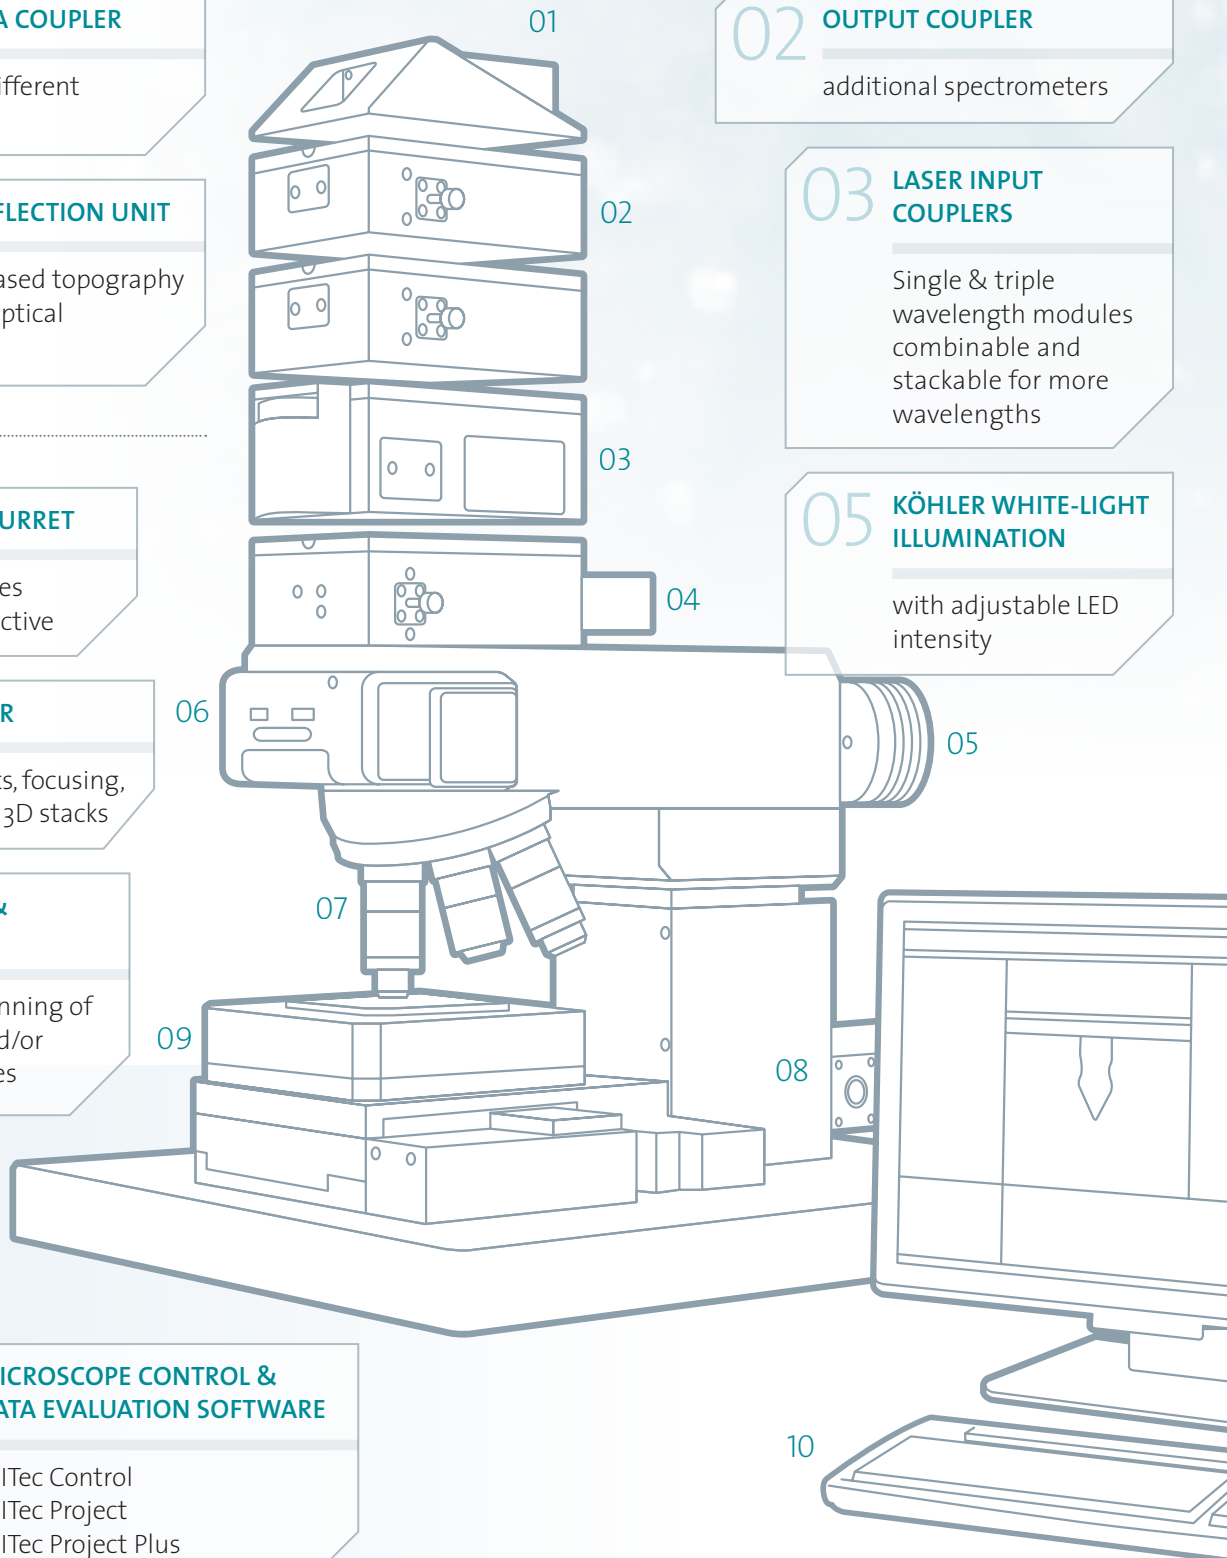 A COUPLER
ifferent
FLECTION UNIT
ased topography
ptical
URRET
es
ctive
R
ts, focusing,
3D stacks
&
nning of
d/or
es
ICROSCOPE CONTROL &
ATA EVALUATION SOFTWARE
ITec Control
ITec Project
ITec Project Plus
01
02
03
04
05
06
07
08
09
10
02
OUTPUT COUPLER
additional spectrometers
03
LASER INPUT
COUPLERS
Single & triple
wavelength modules
combinable and
stackable for more
wavelengths
05
KÖHLER WHITE-LIGHT
ILLUMINATION
with adjustable LED
intensity